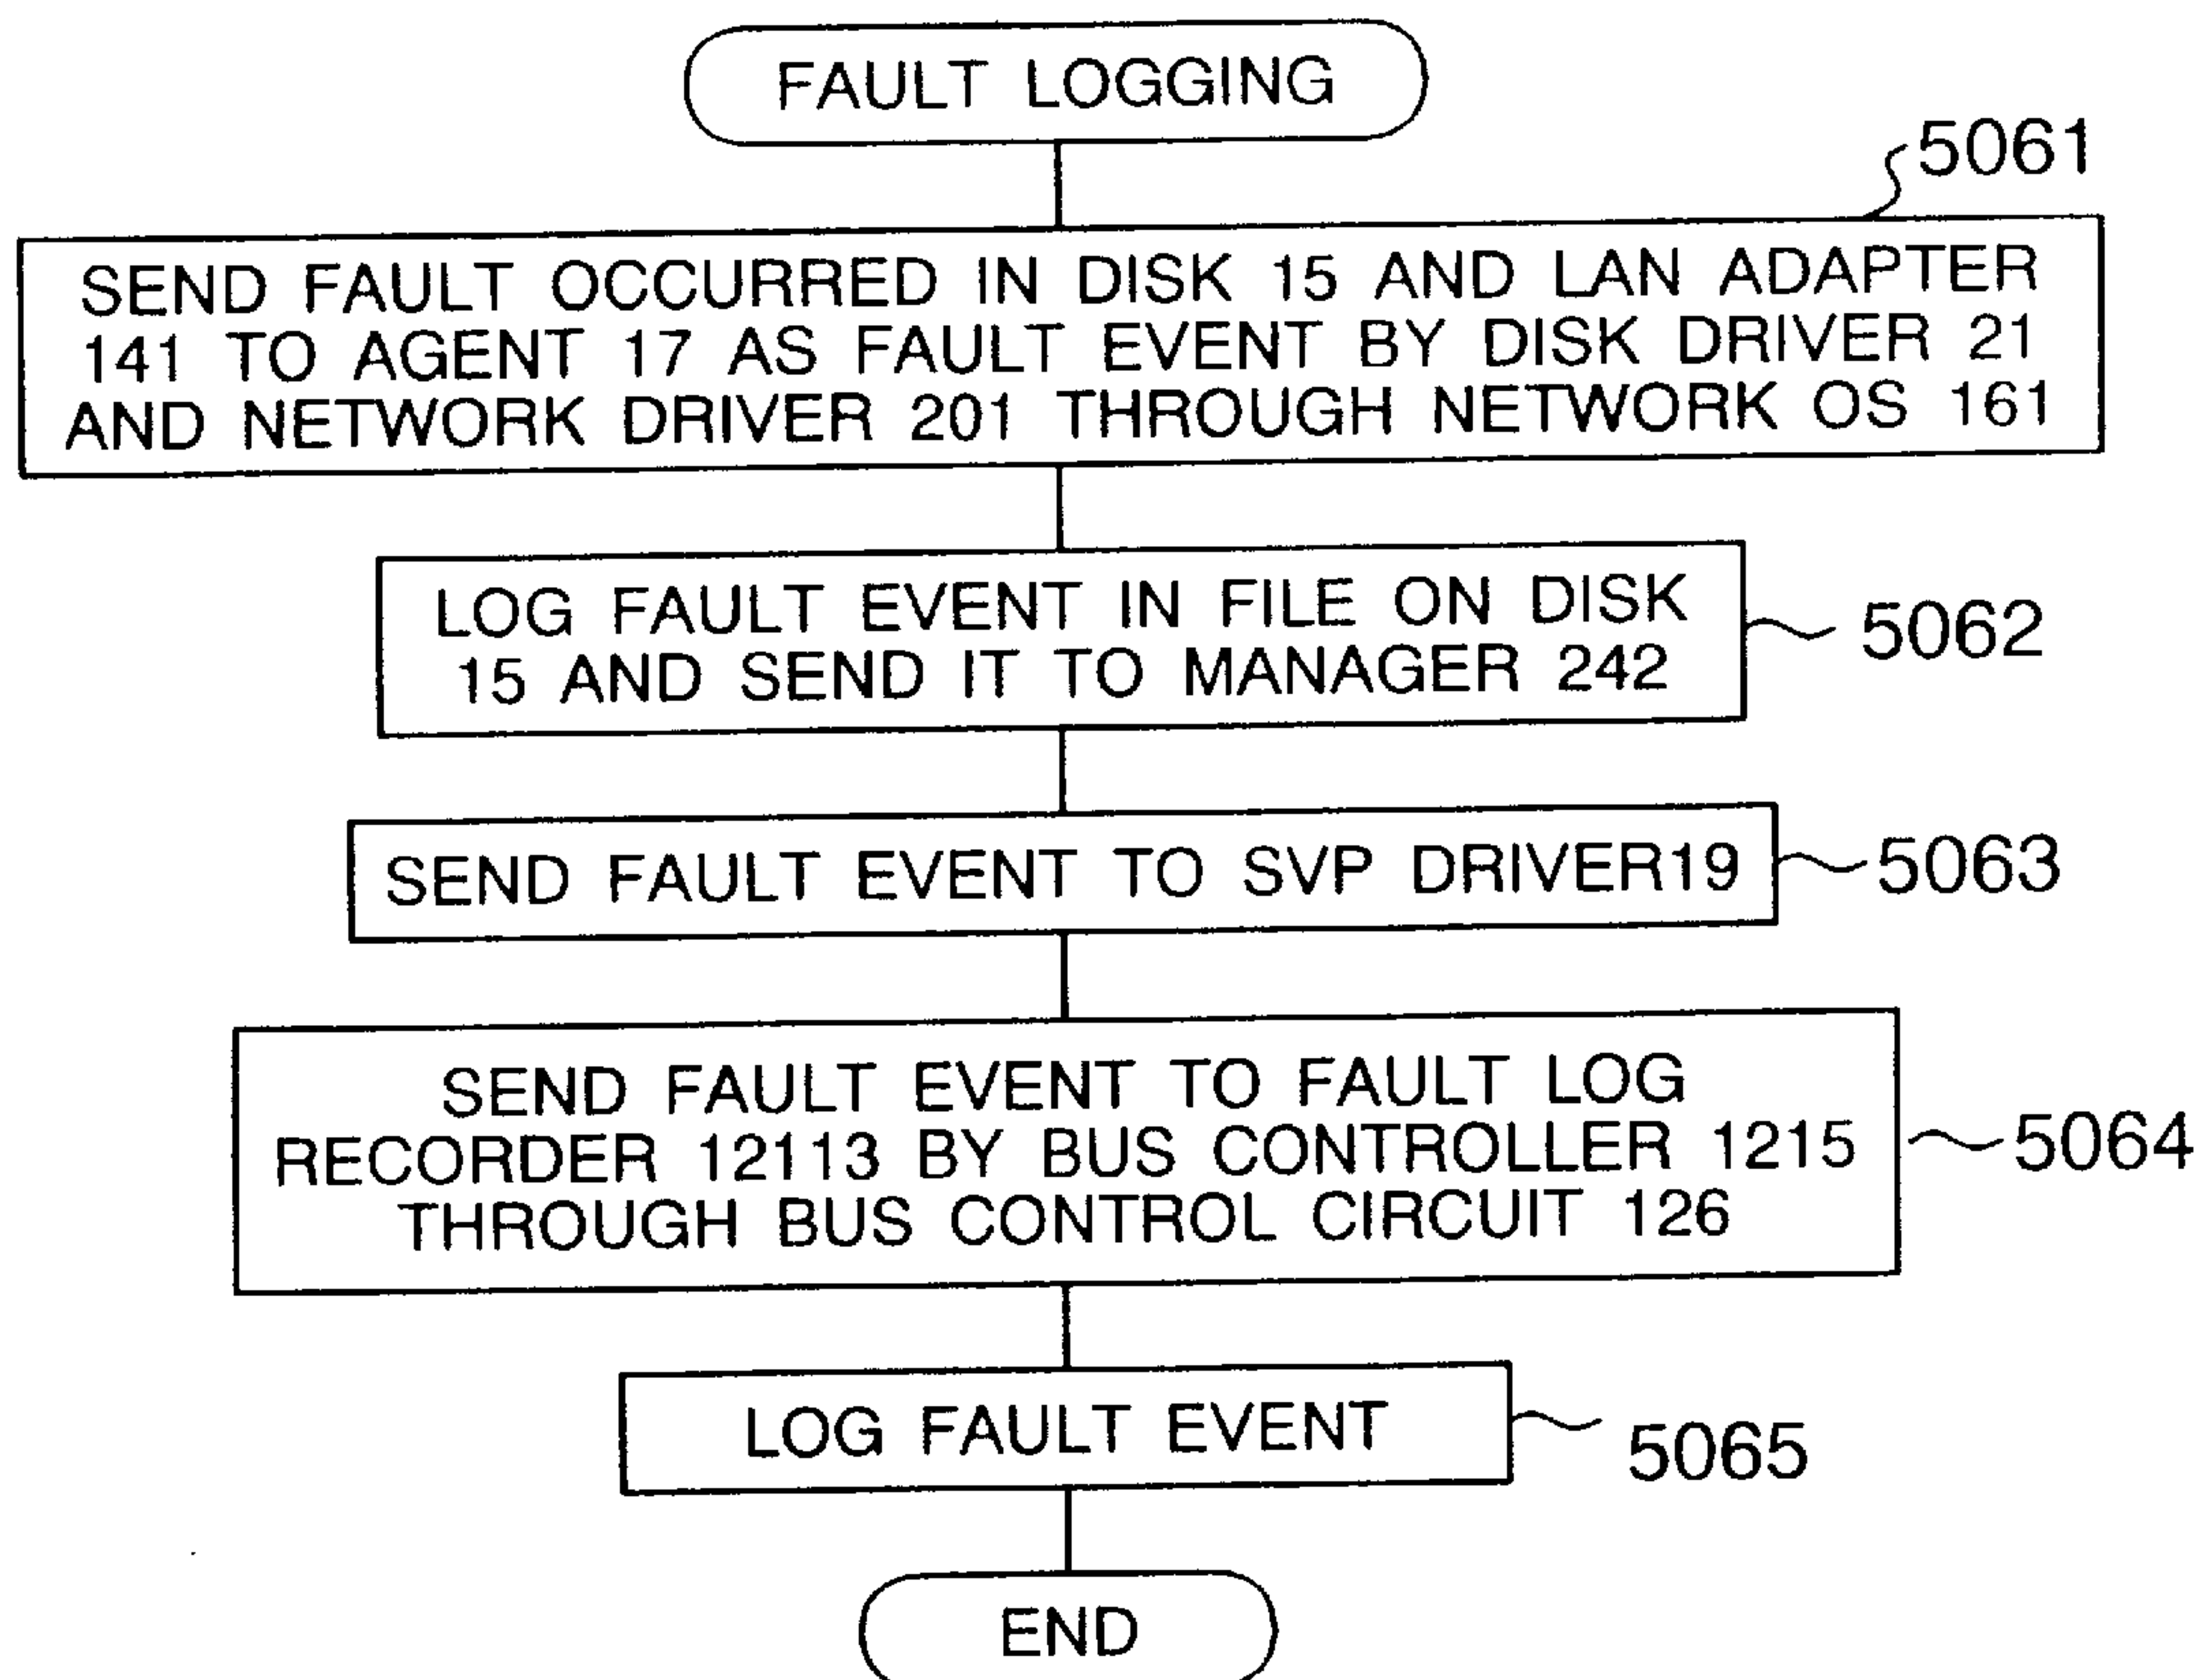 FAULT LOGGING
5061
SEND FAULT OCCURRED IN DISK 15 AND LAN ADAPTER
141 TO AGENT 17 AS FAULT EVENT BY DISK DRIVER 21
AND NETWORK DRIVER 201 THROUGH NETWORK OS 161
LOG FAULT EVENT IN FILE ON DISK
15 AND SEND IT TO MANAGER 242
5062
SEND FAULT EVENT TO SVP DRIVER19
5063
SEND FAULT EVENT TO FAULT LOG
RECORDER 12113 BY BUS CONTROLLER 1215
THROUGH BUS CONTROL CIRCUIT 126
5064
LOG FAULT EVENT
5065
END